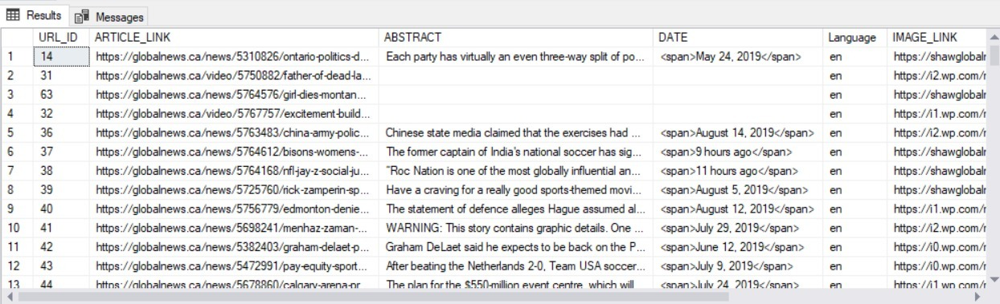 Results Messages
URL_ID ARTICLE_LINK ABSTRACT DATE Language IMAGE_LINK
1 14 https://globalnews.ca/news/5310826/ontario-politics-d... Each party has virtually an even three-way split of po... <span>May 24, 2019</span> en https://shawglobalr
2 31 https://globalnews.ca/video/5750882/father-of-dead-la... en https://i2.wp.com/r
3 63 https://globalnews.ca/news/5764576/girl-dies-montan... en https://shawglobalr
4 32 https://globalnews.ca/video/5767757/excitement-build... en https://i1.wp.com/r
5 36 https://globalnews.ca/news/5763483/china-army-polic... Chinese state media claimed that the exercises had ... <span>August 14, 2019</span> en https://i2.wp.com/r
6 37 https://globalnews.ca/news/5764612/bisons-womens-... The former captain of India's national soccer has sig... <span>9 hours ago</span> en https://shawglobalr
7 38 https://globalnews.ca/news/5764168/nfl-jay-z-social-ju... "Roc Nation is one of the most globally influential an... <span>11 hours ago</span> en https://shawglobalr
8 39 https://globalnews.ca/news/5725760/rick-zamperin-sp... Have a craving for a really good sports-themed movi... <span>August 5, 2019</span> en https://shawglobalr
9 40 https://globalnews.ca/news/5756779/edmonton-denie... The statement of defence alleges Hague assumed al... <span>August 12, 2019</span> en https://i1.wp.com/r
10 41 https://globalnews.ca/news/5698241/menhaz-zaman-... WARNING: This story contains graphic details. One ... <span>July 29, 2019</span> en https://i2.wp.com/r
11 42 https://globalnews.ca/news/5382403/graham-delaet-p... Graham DeLaet said he expects to be back on the P... <span>June 12, 2019</span> en https://i0.wp.com/r
12 43 https://globalnews.ca/news/5472991/pay-equity-sport... After beating the Netherlands 2-0, Team USA soccer... <span>July 9, 2019</span> en https://i0.wp.com/r
13 44 https://globalnews.ca/news/5678860/calgary-arena-pr... The plan for the $550-million event centre, which will ... <span>July 24, 2019</span> en https://i1.wp.com/r